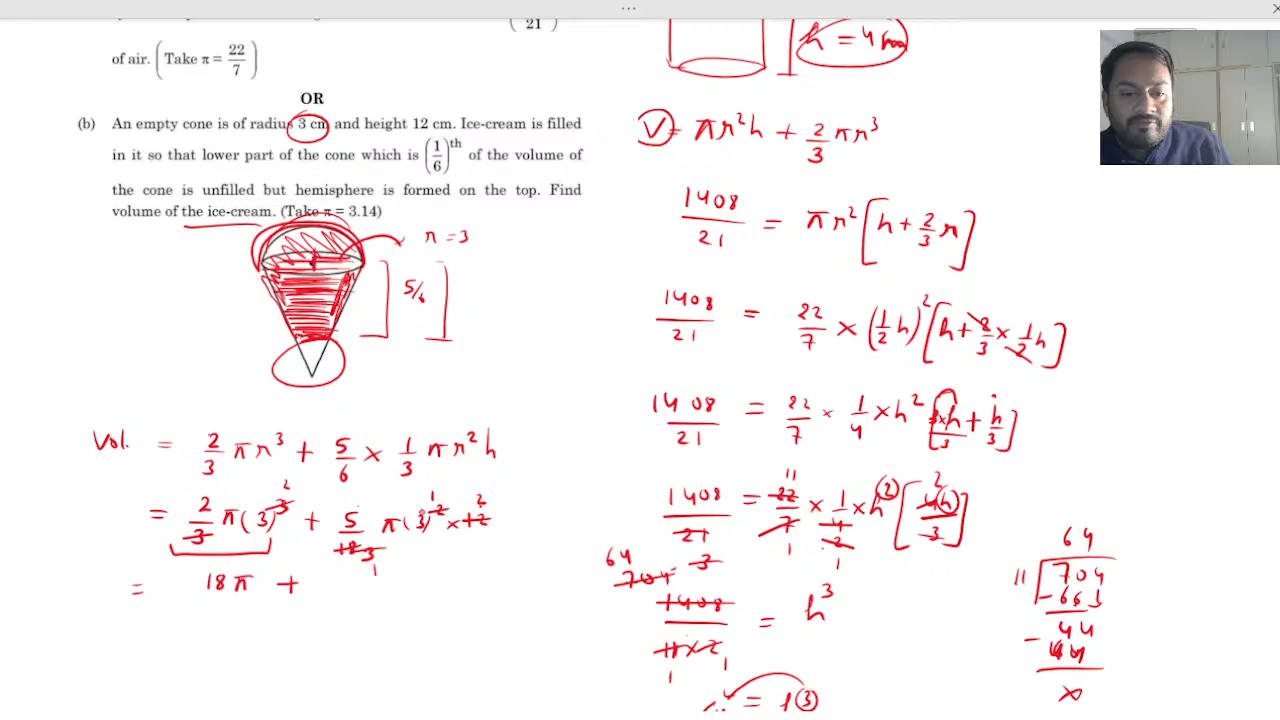 ( 21 )
of air. (Take π = 22/7)
OR
(b) An empty cone is of radius 3 cm and height 12 cm. Ice-cream is filled
in it so that lower part of the cone which is (1/6)th of the volume of
the cone is unfilled but hemisphere is formed on the top. Find
volume of the ice-cream. (Take π = 3.14)
r = 3
5/6
Vol. = 2/3 πr³ + 5/6 × 1/3 πr²h
= 2/3 π(3)³ + 5/18 π(3)² × 12
= 18π +
h = 4
V = πr²h + 2/3 πr³
1408/21 = πr² [h + 2/3 r]
1408/21 = 22/7 × (1/2 h)² [h + 2/3 × 1/2 h]
1408/21 = 22/7 × 1/4 × h² [3×h/3 + h/3]
1408/21 = 22/7 × 1/4 × h² [4h/3]
64
704
1408/11×2 = h³
64
11 704
44